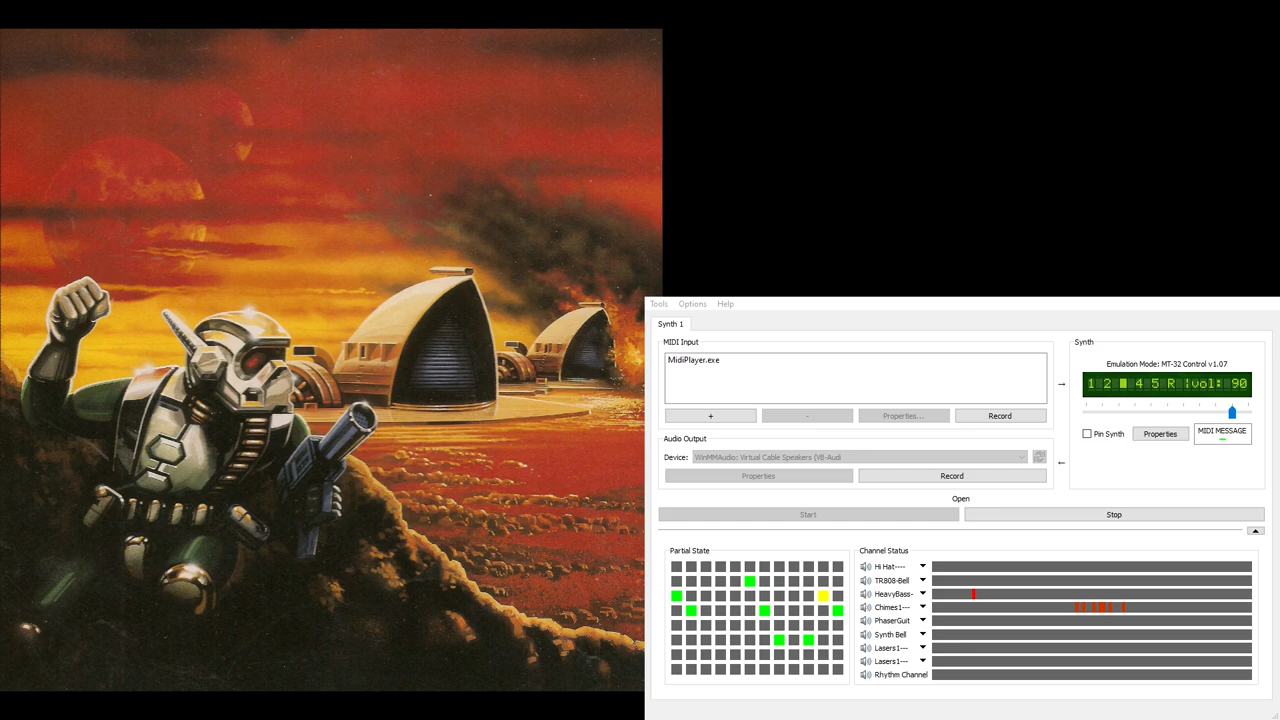 Tools Options Help
Synth 1
MIDI Input
MidiPlayer.exe
+ - Properties... Record
Audio Output
Device: WinMMAudio: Virtual Cable Speakers (VB-Audi
Properties Record
Synth
Emulation Mode: MT-32 Control v1.07
1 2 █ 4 5 R |vol: 90
Pin Synth Properties MIDI MESSAGE
Open
Start Stop
Partial State
Channel Status
Hi Hat----
TR808-Bell
HeavyBass-
Chimes1---
PhaserGuit
Synth Bell
Lasers1---
Lasers1---
Rhythm Channel